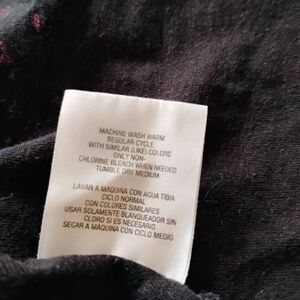 MACHINE WASH WARM
REGULAR CYCLE
WITH SIMILAR (LIKE) COLORS
ONLY NON-
CHLORINE BLEACH WHEN NEEDED
TUMBLE DRY MEDIUM
LAVAR A MAQUINA CON AGUA TIBIA
CICLO NORMAL
CON COLORES SIMILARES
USAR SOLAMENTE BLANQUEADOR SIN
CLORO SI ES NECESARIO
SECAR A MÁQUINA CON CICLO MEDIO